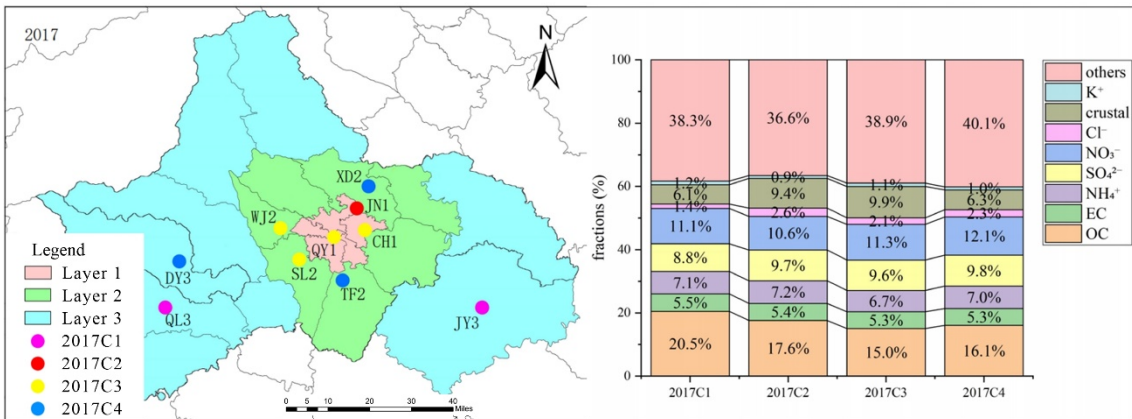 2017
N
XD2
JN1
WJ2
CH1
QY1
SL2
DY3
TF2
QL3
JY3
Legend
Layer 1
Layer 2
Layer 3
2017C1
2017C2
2017C3
2017C4
0 5 10 20 30 40
Miles
fractions (%)
100
80
60
40
20
0
38.3% 36.6% 38.9% 40.1%
1.2% 0.9% 1.1% 1.0%
6.1% 9.4% 9.9% 6.3%
1.4% 2.6% 2.1% 2.3%
11.1% 10.6% 11.3% 12.1%
8.8% 9.7% 9.6% 9.8%
7.1% 7.2% 6.7% 7.0%
5.5% 5.4% 5.3% 5.3%
20.5% 17.6% 15.0% 16.1%
2017C1 2017C2 2017C3 2017C4
others
K⁺
crustal
Cl⁻
NO₃⁻
SO₄²⁻
NH₄⁺
EC
OC